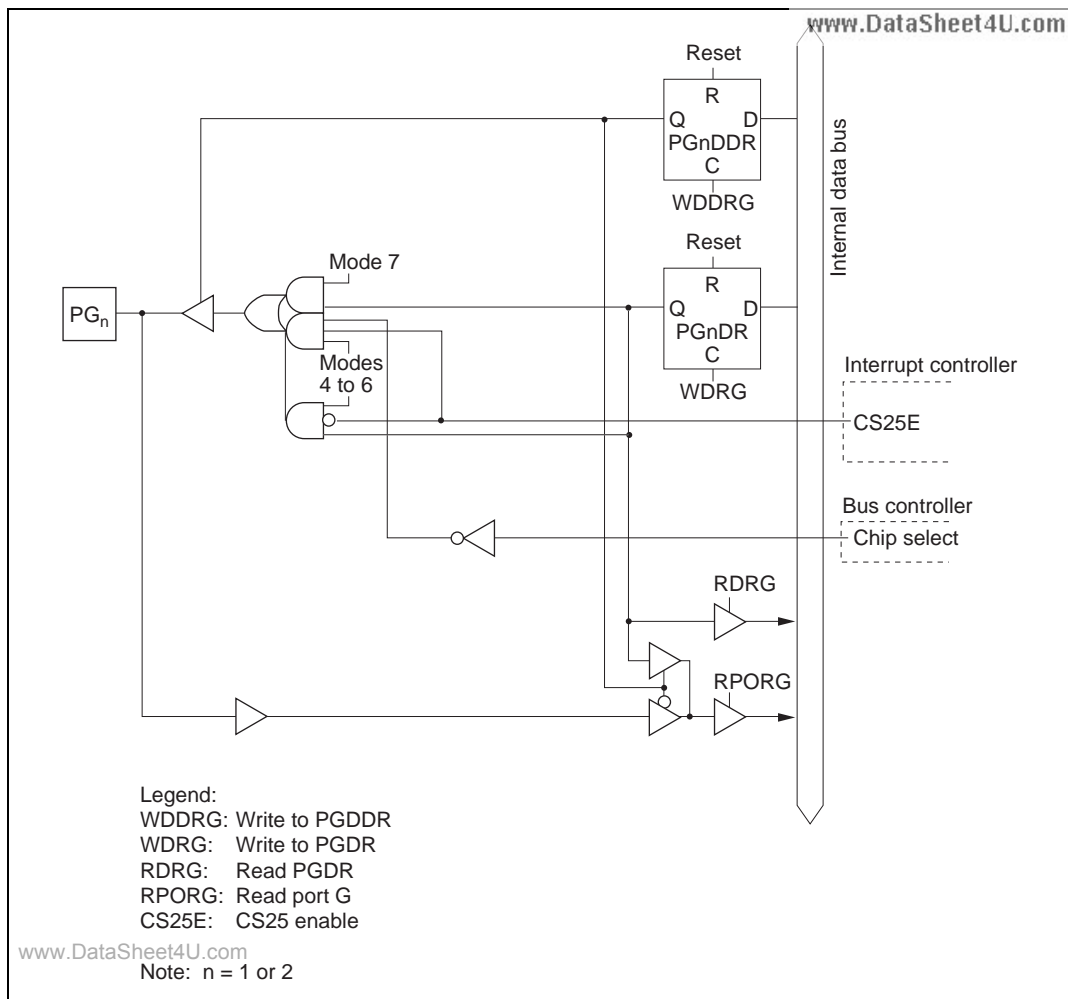 www.DataSheet4U.com
Reset
R
Q D
PGnDDR
C
WDDRG
Internal data bus
Reset
R
Q D
PGnDR
C
WDRG
Mode 7
PGn
Modes
4 to 6
Interrupt controller
CS25E
Bus controller
Chip select
RDRG
RPORG
Legend:
WDDRG: Write to PGDDR
WDRG: Write to PGDR
RDRG: Read PGDR
RPORG: Read port G
CS25E: CS25 enable
www.DataSheet4U.com
Note: n = 1 or 2